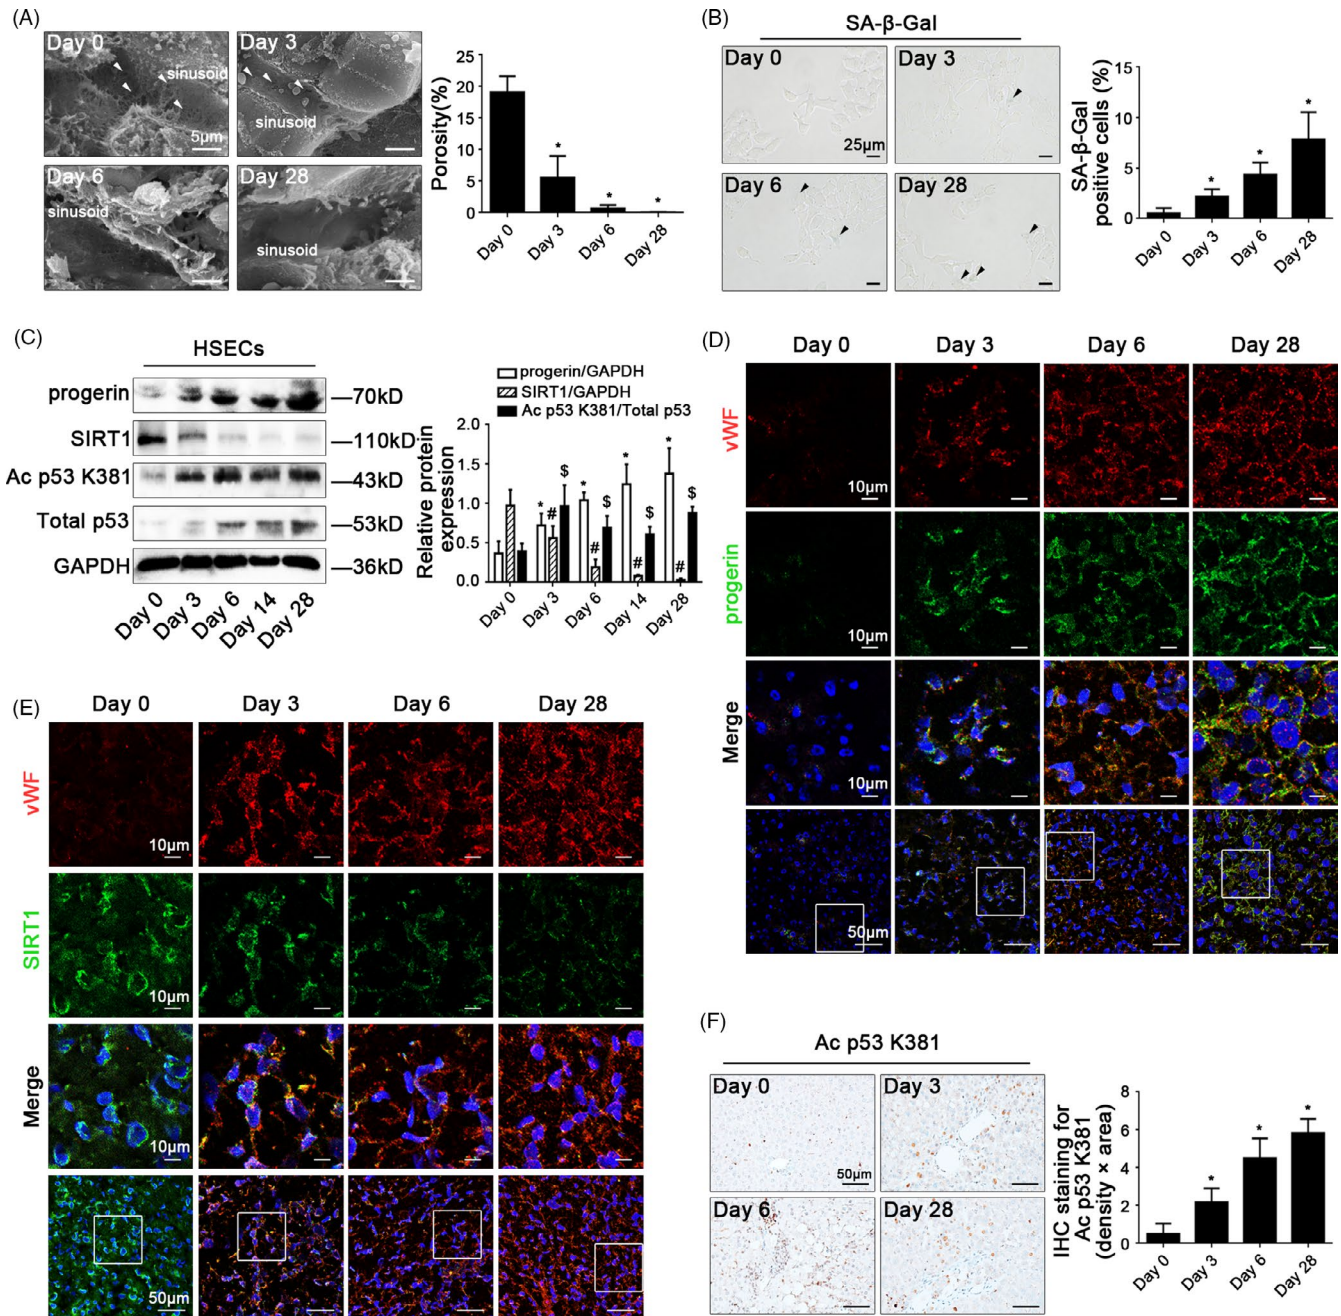 (A)
Day 0
sinusoid
5μm
Day 3
sinusoid
Day 6
sinusoid
Day 28
sinusoid
Porosity(%)
25
20
15
10
5
0
*
*
*
Day 0
Day 3
Day 6
Day 28
(B)
SA-β-Gal
Day 0
25μm
Day 3
Day 6
Day 28
SA-β-Gal
positive cells (%)
15
10
5
0
*
*
*
Day 0
Day 3
Day 6
Day 28
(C)
HSECs
progerin
—70kD
SIRT1
—110kD
Ac p53 K381
—43kD
Total p53
—53kD
GAPDH
—36kD
Day 0
Day 3
Day 6
Day 14
Day 28
progerin/GAPDH
SIRT1/GAPDH
Ac p53 K381/Total p53
Relative protein
expression
2.0
1.5
1.0
0.5
0.0
* # $
* # $
* # $
* # $
Day 0
Day 3
Day 6
Day 14
Day 28
(D)
Day 0 Day 3 Day 6 Day 28
vWF
10μm
progerin
10μm
Merge
10μm
50μm
(E)
Day 0 Day 3 Day 6 Day 28
vWF
10μm
SIRT1
10μm
Merge
10μm
50μm
(F)
Ac p53 K381
Day 0
50μm
Day 3
Day 6
Day 28
IHC staining for
Ac p53 K381
(density × area)
8
6
4
2
0
*
*
*
Day 0
Day 3
Day 6
Day 28